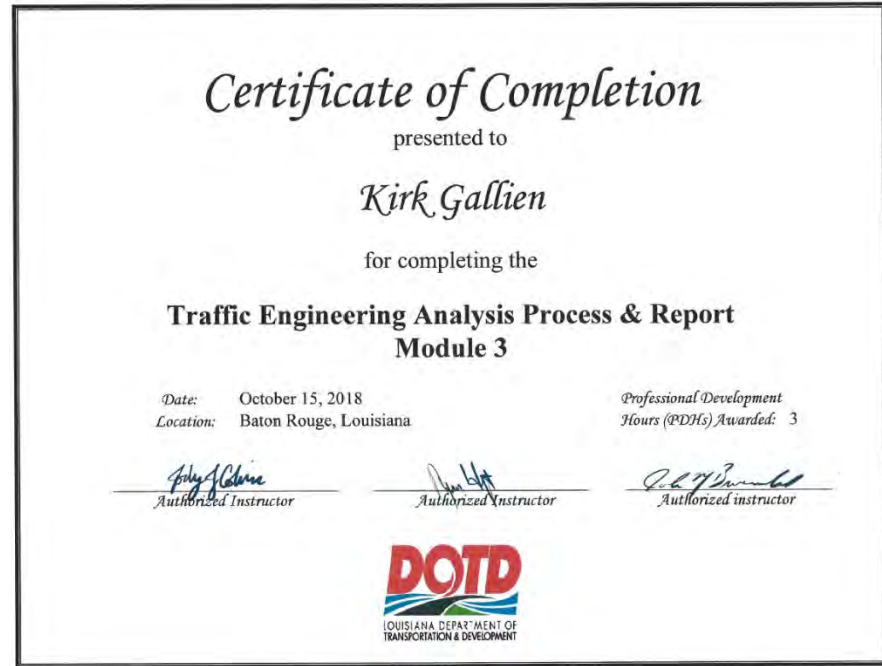 Certificate of Completion
presented to
Kirk Gallien
for completing the
Traffic Engineering Analysis Process & Report
Module 3
Date: October 15, 2018
Location: Baton Rouge, Louisiana
Professional Development
Hours (PDHs) Awarded: 3
Authorized Instructor
Authorized Instructor
Authorized instructor
DOTD
LOUISIANA DEPARTMENT OF
TRANSPORTATION & DEVELOPMENT